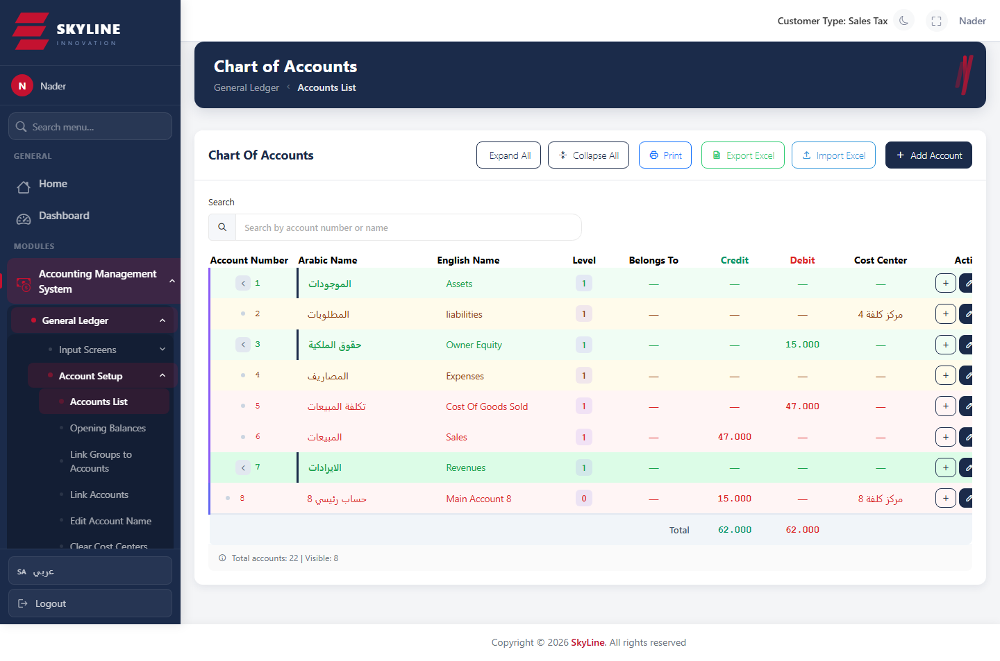 SKYLINE
INNOVATION
N Nader
Search menu...
GENERAL
Home
Dashboard
MODULES
Accounting Management
System
General Ledger
Input Screens
Account Setup
Accounts List
Opening Balances
Link Groups to
Accounts
Link Accounts
Edit Account Name
Clear Cost Centers
SA عربي
Logout
Customer Type: Sales Tax
Nader
Chart of Accounts
General Ledger < Accounts List
Chart Of Accounts
Expand All
Collapse All
Print
Export Excel
Import Excel
+ Add Account
Search
Search by account number or name
Account Number Arabic Name English Name Level Belongs To Credit Debit Cost Center Acti
< 1 الموجودات Assets 1 — — — — +
2 المطلوبات liabilities 1 — — — مركز كلفة 4 +
< 3 حقوق الملكية Owner Equity 1 — — 15.000 — +
4 المصاريف Expenses 1 — — — — +
5 تكلفة المبيعات Cost Of Goods Sold 1 — — 47.000 — +
6 المبيعات Sales 1 — 47.000 — — +
< 7 الايرادات Revenues 1 — — — — +
8 حساب رئيسي 8 Main Account 8 0 — 15.000 — مركز كلفة 8 +
Total 62.000 62.000
Total accounts: 22 | Visible: 8
Copyright © 2026 SkyLine. All rights reserved